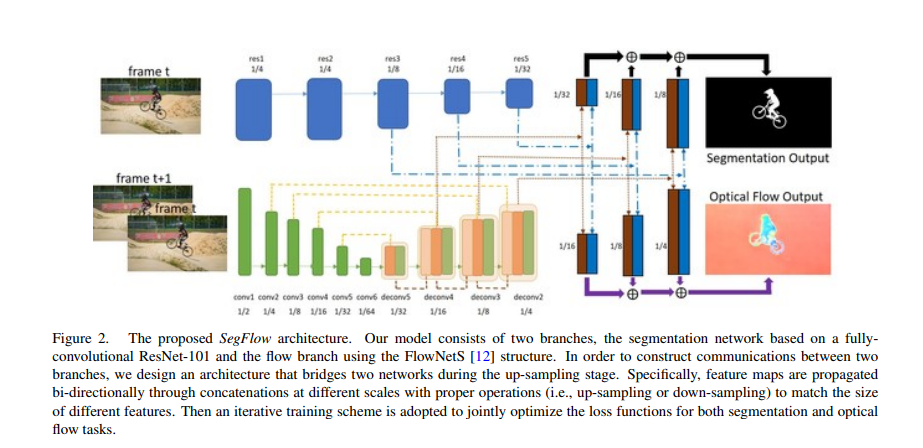 res1
1/4
res2
1/4
res3
1/8
res4
1/16
res5
1/32
frame t
1/32
1/16
1/8
Segmentation Output
frame t+1
frame t
Optical Flow Output
1/16
1/8
1/4
conv1 conv2 conv3 conv4 conv5 conv6 deconv5 deconv4 deconv3 deconv2
1/2 1/4 1/8 1/16 1/32 1/64 1/32 1/16 1/8 1/4
Figure 2. The proposed SegFlow architecture. Our model consists of two branches, the segmentation network based on a fully-
convolutional ResNet-101 and the flow branch using the FlowNetS [12] structure. In order to construct communications between two
branches, we design an architecture that bridges two networks during the up-sampling stage. Specifically, feature maps are propagated
bi-directionally through concatenations at different scales with proper operations (i.e., up-sampling or down-sampling) to match the size
of different features. Then an iterative training scheme is adopted to jointly optimize the loss functions for both segmentation and optical
flow tasks.